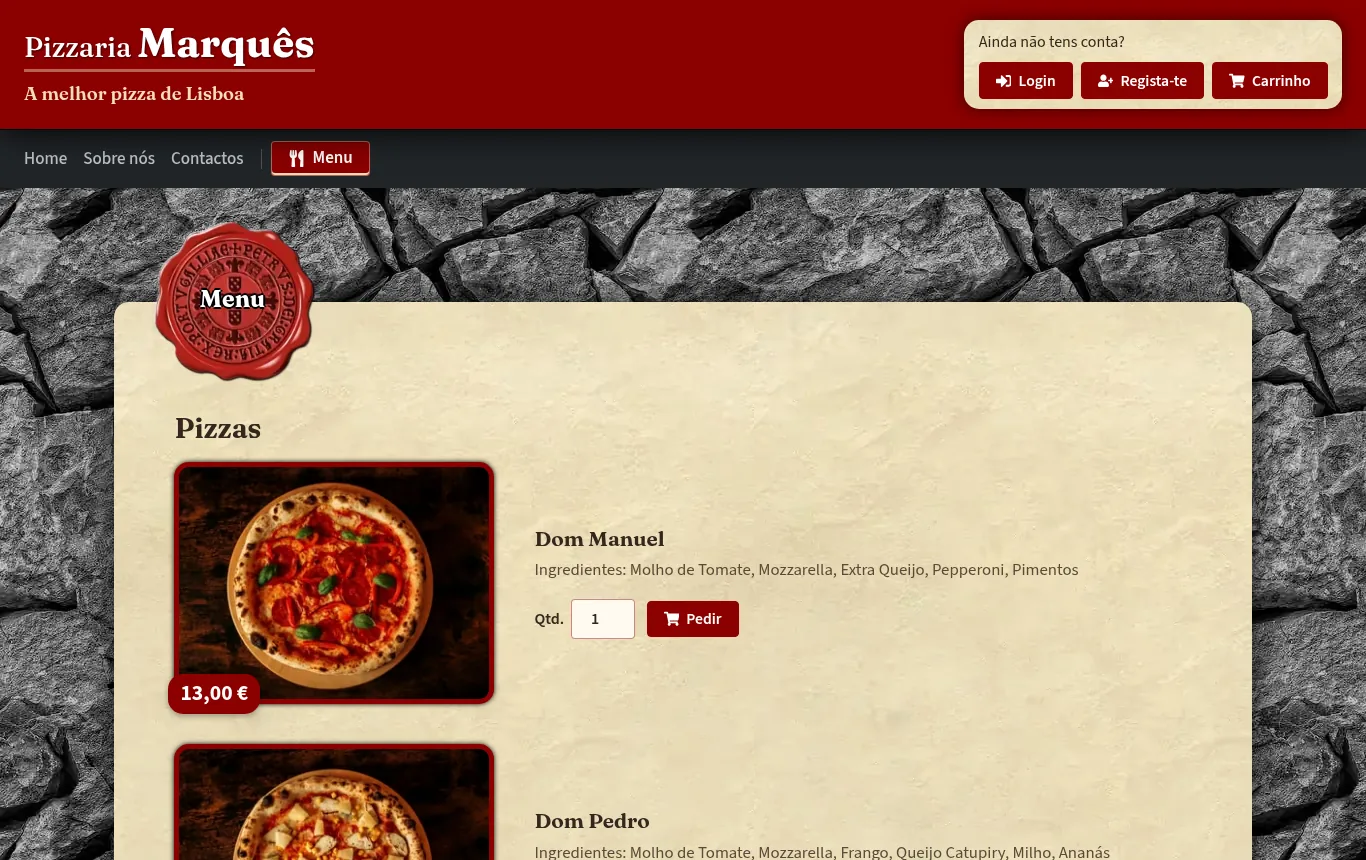 Pizzaria Marquês
A melhor pizza de Lisboa
Ainda não tens conta?
Login
Regista-te
Carrinho
Home
Sobre nós
Contactos
Menu
Menu
Pizzas
Dom Manuel
Ingredientes: Molho de Tomate, Mozzarella, Extra Queijo, Pepperoni, Pimentos
Qtd. 1
Pedir
13,00 €
Dom Pedro
Ingredientes: Molho de Tomate, Mozzarella, Frango, Queijo Catupiry, Milho, Ananás